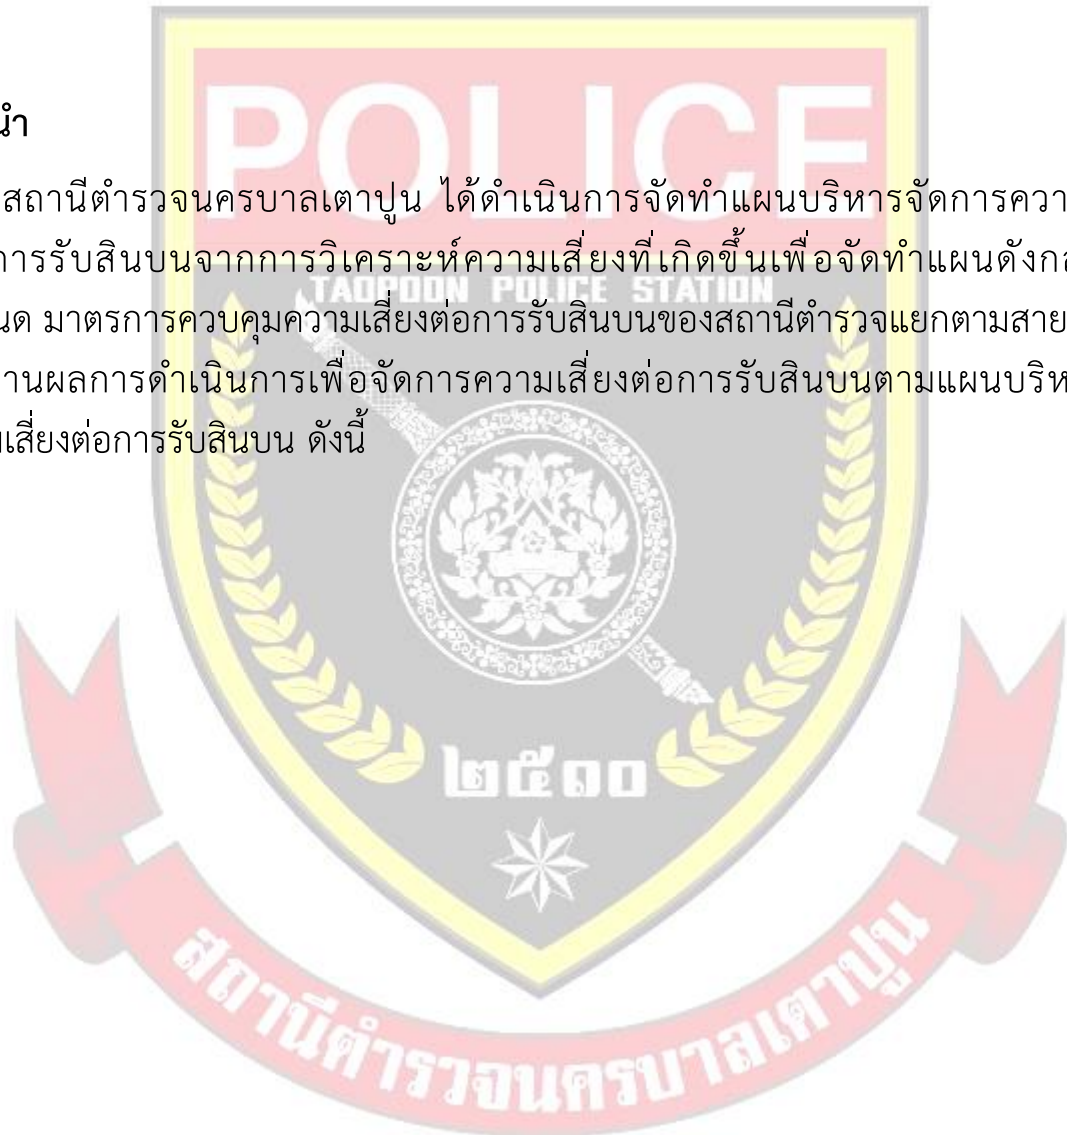 นำ
POLICE
สถานีตำรวจนครบาลเตาปูน ได้ดำเนินการจัดทำแผนบริหารจัดการควา
การรับสินบนจากการวิเคราะห์ความเสี่ยงที่เกิดขึ้นเพื่อจัดทำแผนดังกล
TAOPOON POLICE STATION
นด มาตรการควบคุมความเสี่ยงต่อการรับสินบนของสถานีตำรวจแยกตามสาย
านผลการดำเนินการเพื่อจัดการความเสี่ยงต่อการรับสินบนตามแผนบริห
มเสี่ยงต่อการรับสินบน ดังนี้
๒๕๑๐
สถานีตำรวจนครบาลเตาปูน